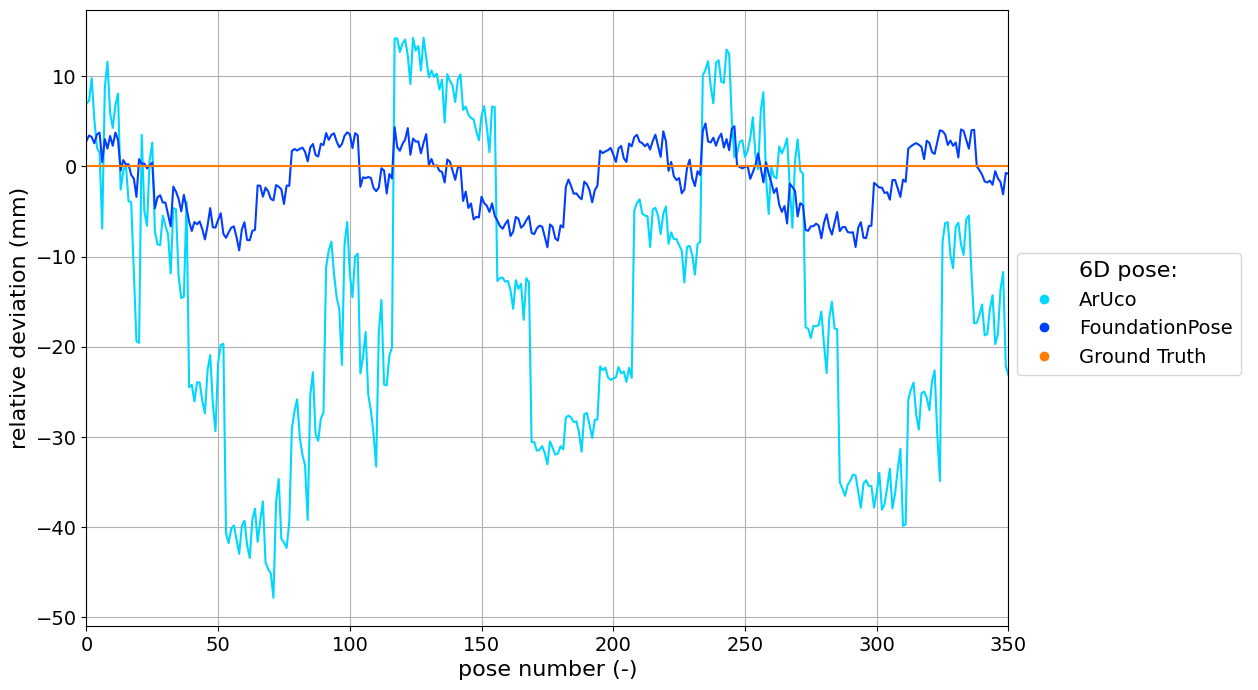 10
0
−10
−20
−30
−40
−50
relative deviation (mm)
0 50 100 150 200 250 300 350
pose number (-)
6D pose:
ArUco
FoundationPose
Ground Truth